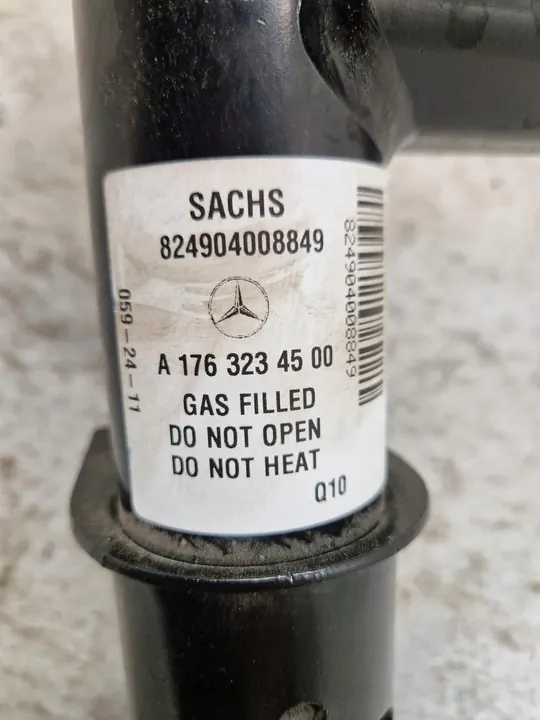 SACHS
824904008849
A 176 323 45 00
GAS FILLED
DO NOT OPEN
DO NOT HEAT
Q10
059-24-11
824904008849